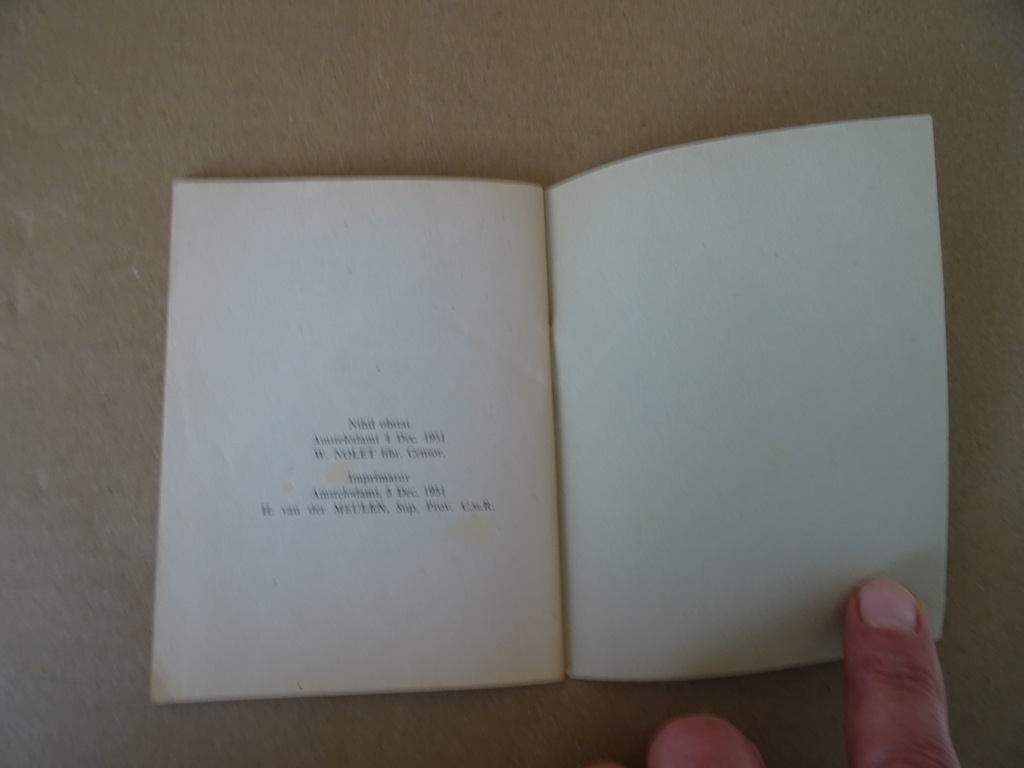 Nihil obstat
Amstelodami 4 Dec. 1951
W. NOLET libr. Censor.
Imprimatur
Amstelodami, 5 Dec. 1951
H. van der MEULEN, Sup. Prov. C.ss.R.